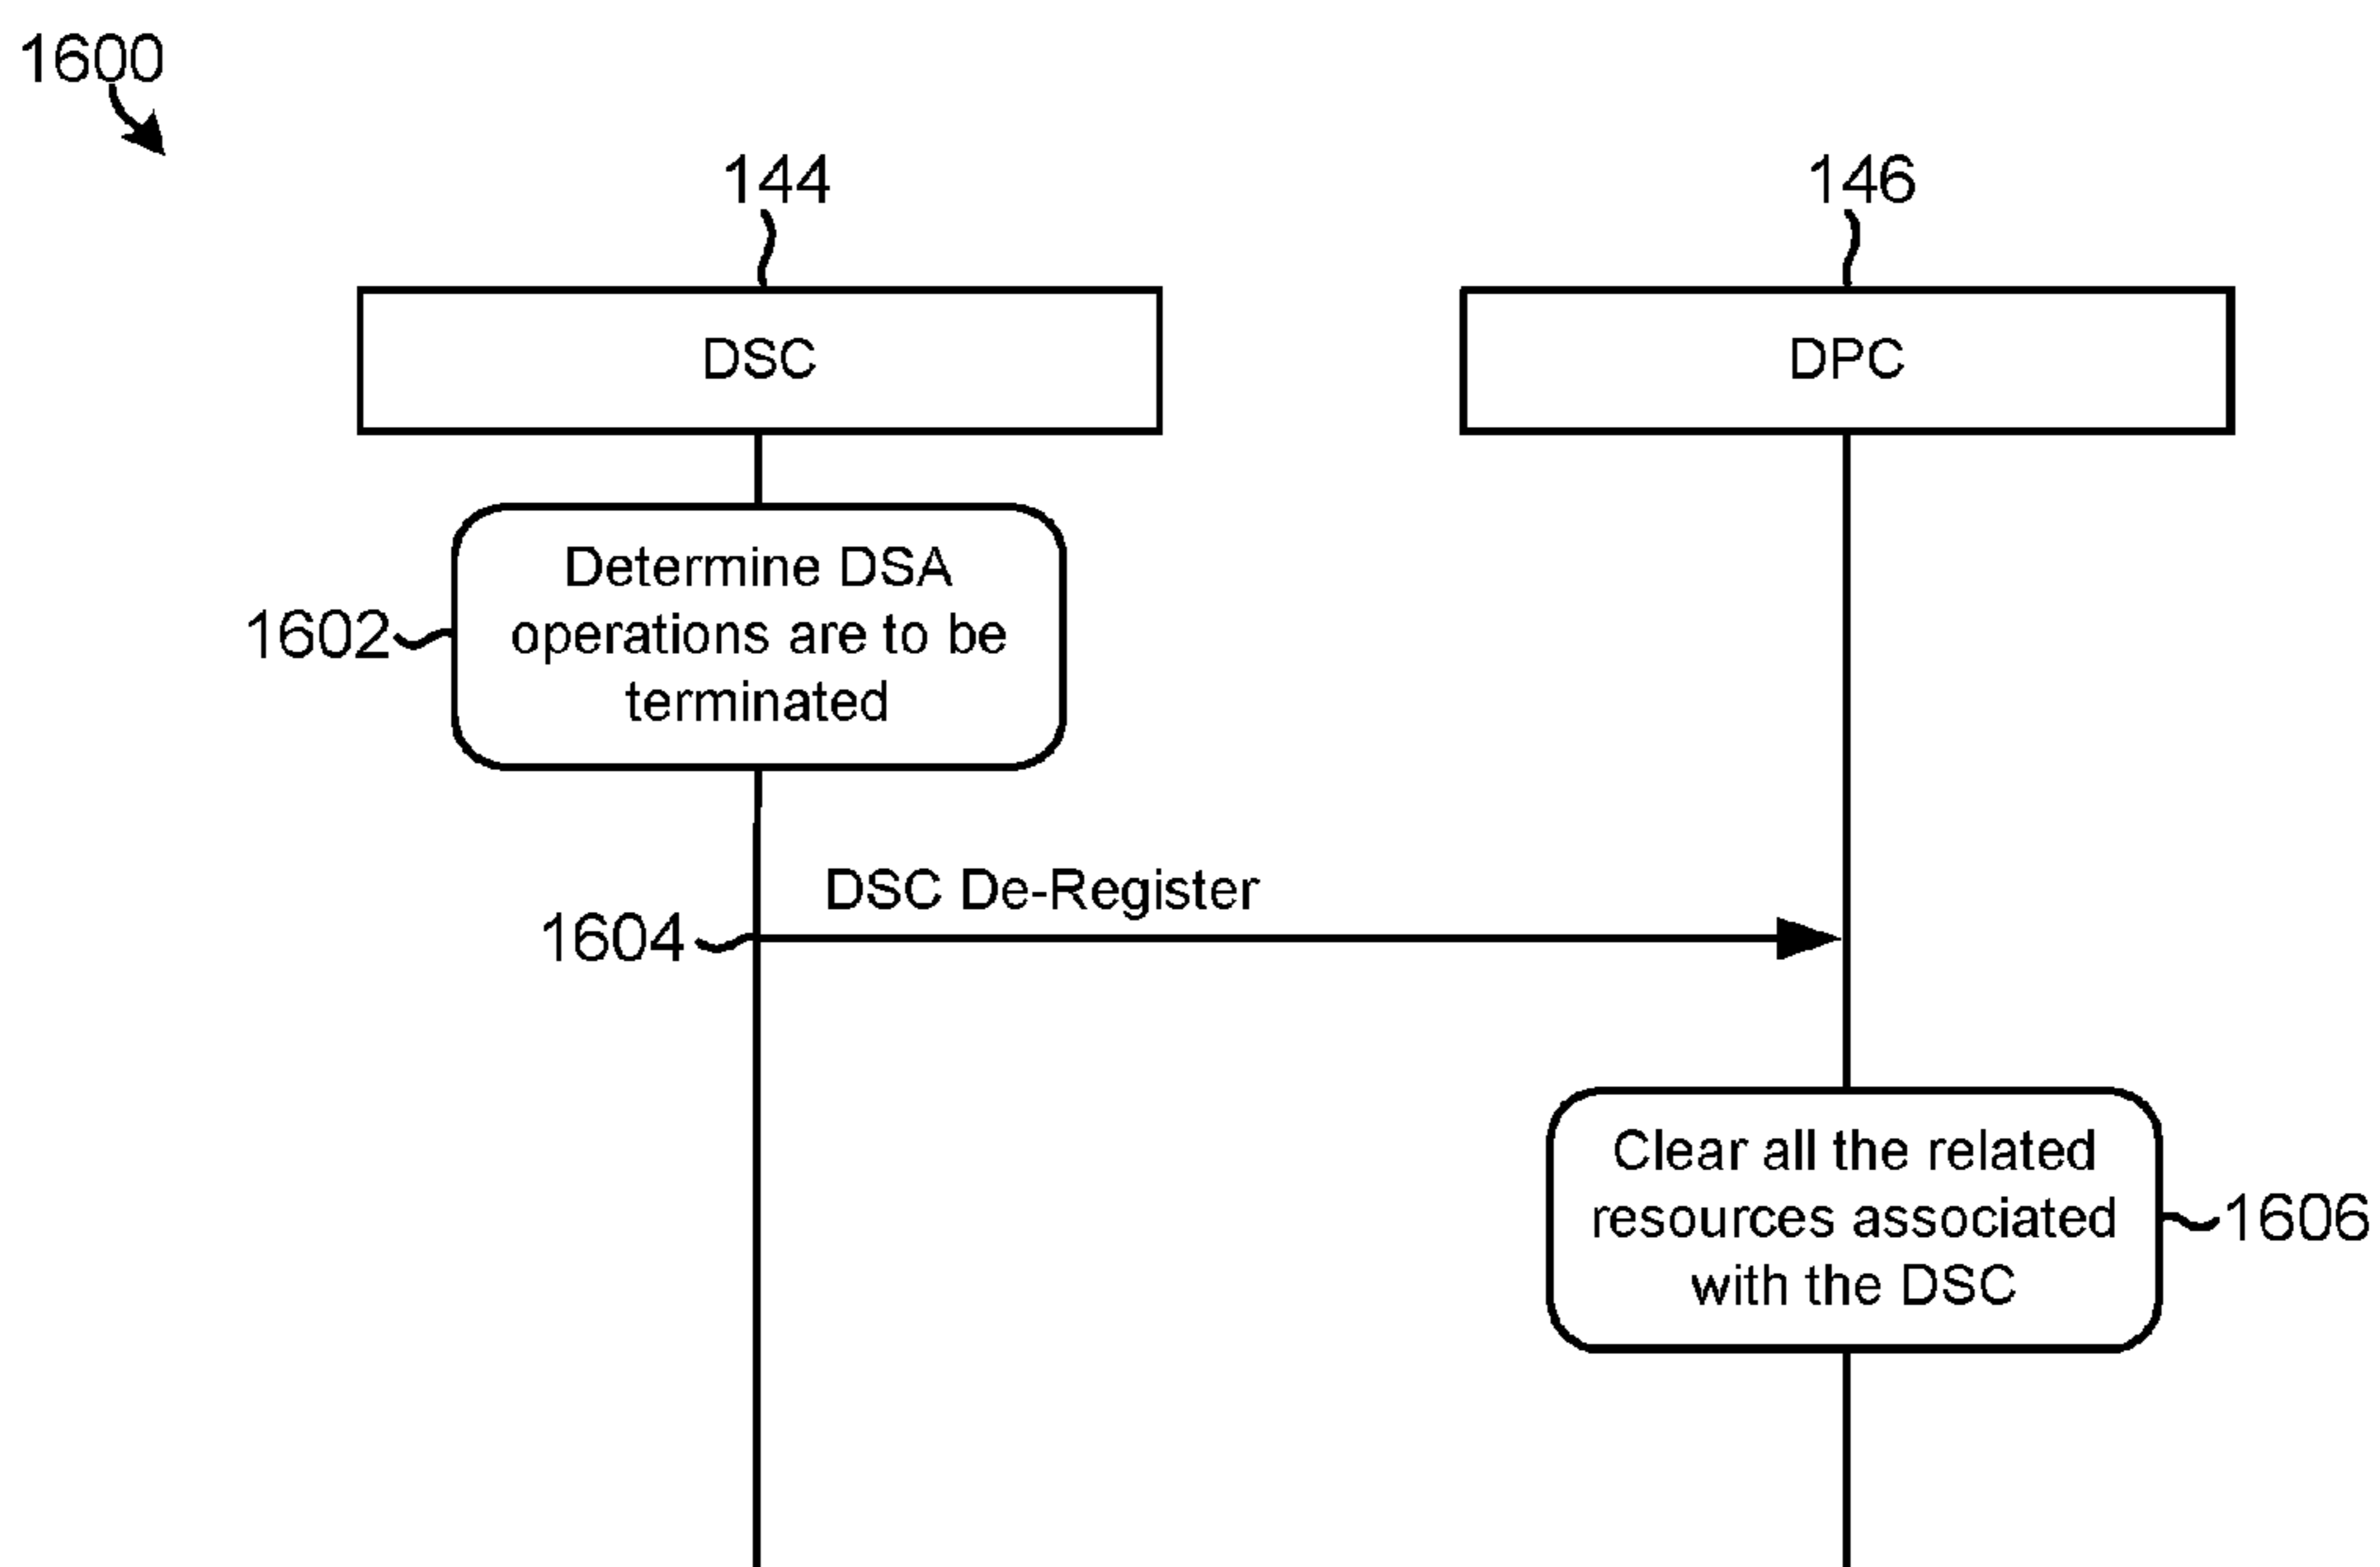 1600
144
146
DSC
DPC
Determine DSA
operations are to be
terminated
1602
DSC De-Register
1604
Clear all the related
resources associated
with the DSC
1606